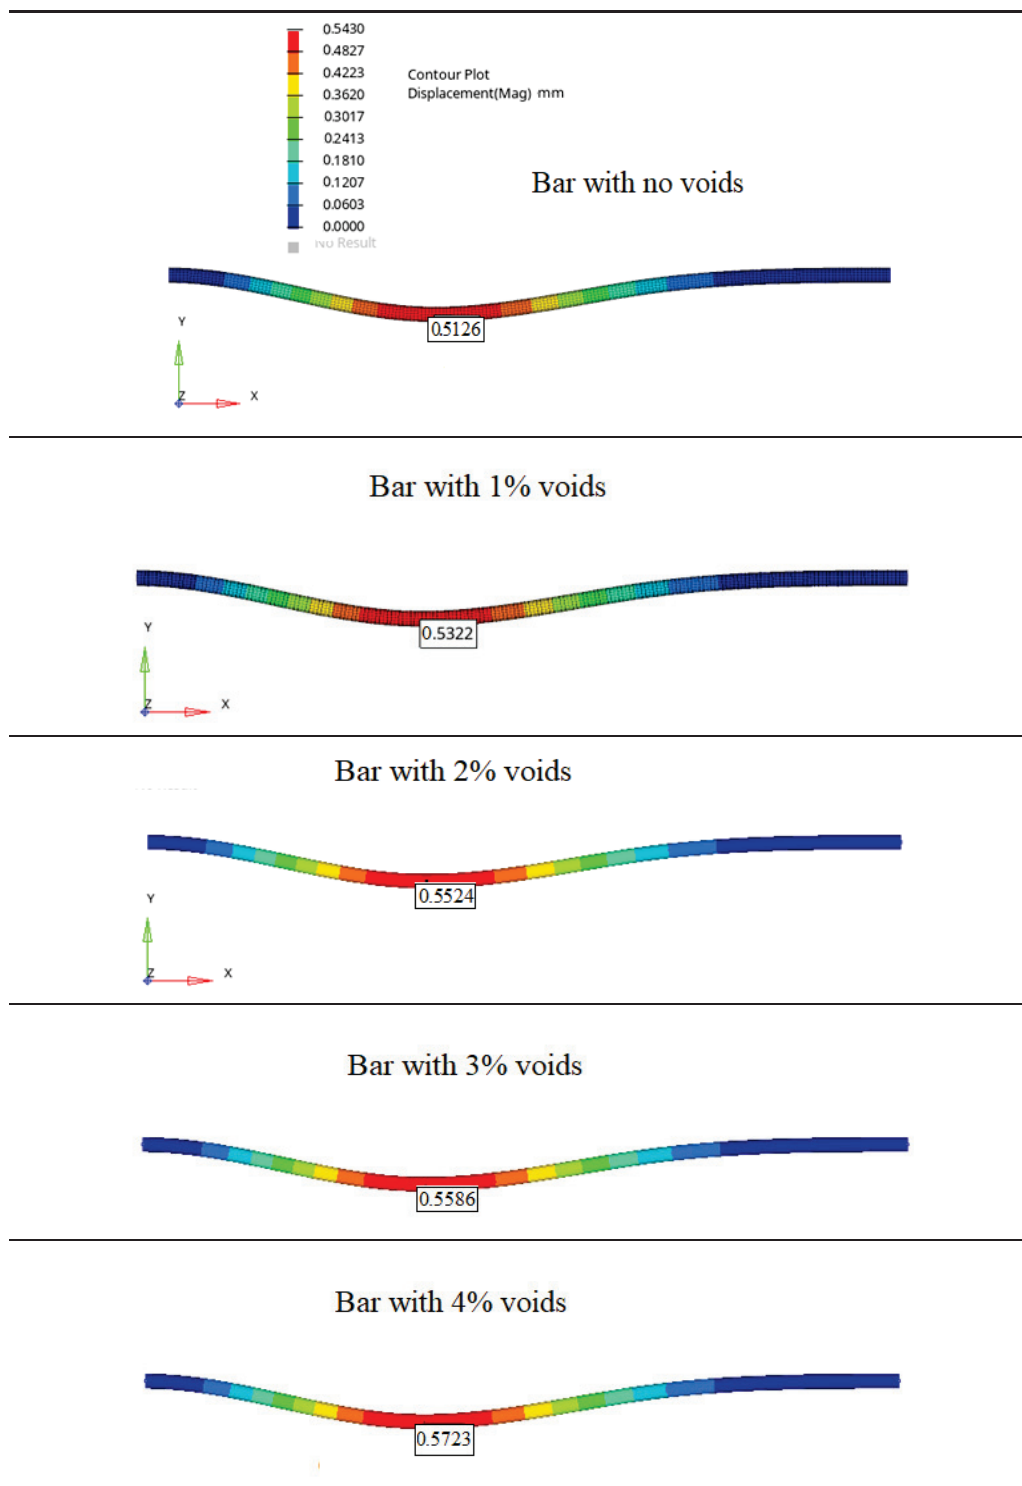 0.5430
0.4827
0.4223
0.3620
0.3017
0.2413
0.1810
0.1207
0.0603
0.0000
No Result
Contour Plot
Displacement(Mag) mm
Bar with no voids
0.5126
Y
Z
X
Bar with 1% voids
0.5322
Y
Z
X
Bar with 2% voids
0.5524
Y
Z
X
Bar with 3% voids
0.5586
Bar with 4% voids
0.5723